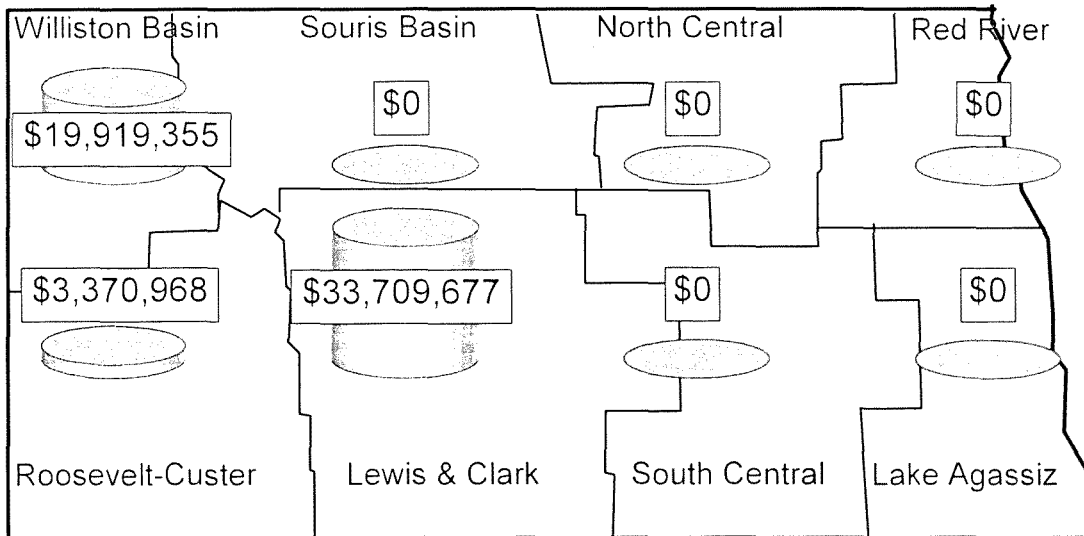 Williston Basin Souris Basin North Central Red River
$0 $0 $0
$19,919,355
$3,370,968 $33,709,677 $0 $0
Roosevelt-Custer Lewis & Clark South Central Lake Agassiz